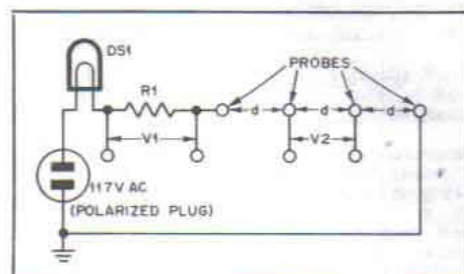 DS1
PROBES
R1
d
d
d
V1
V2
117V AC
(POLARIZED PLUG)